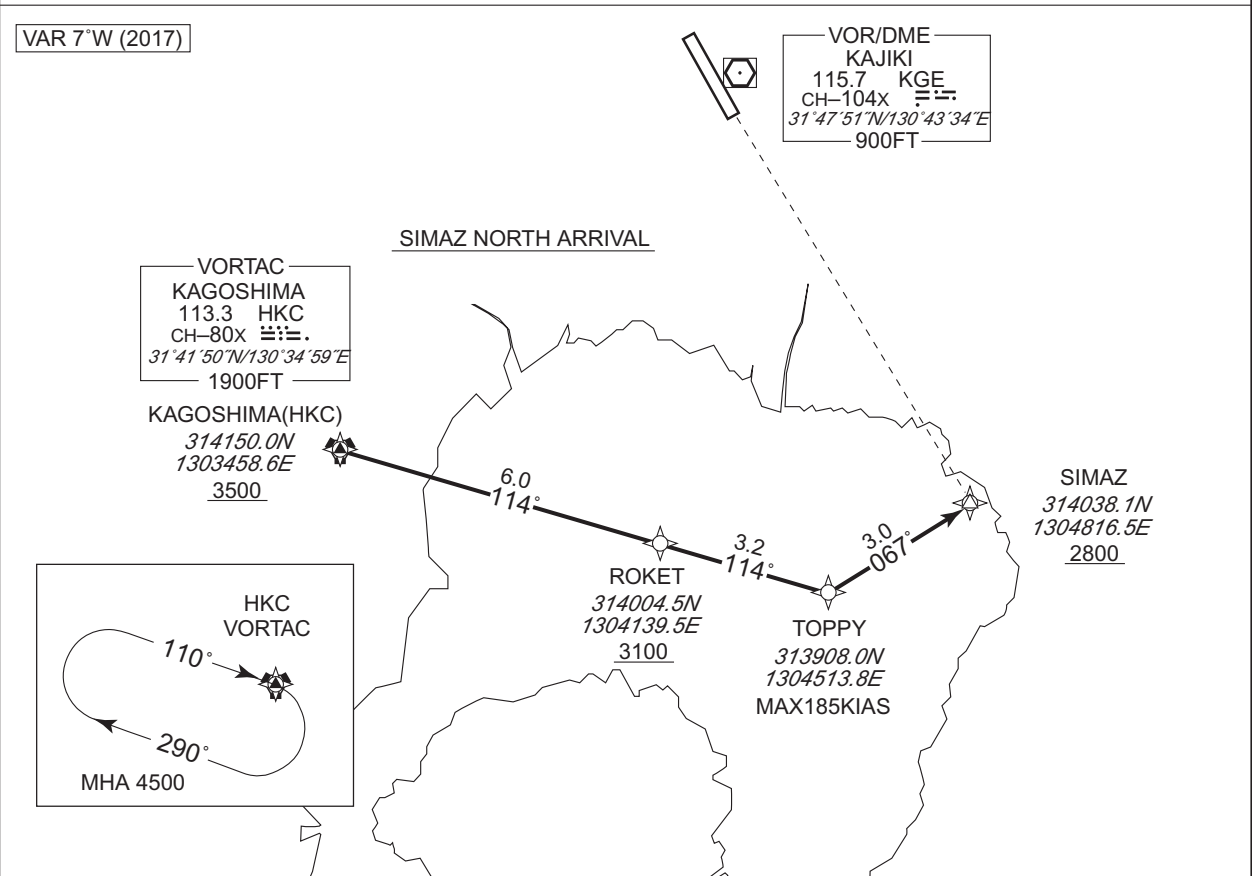 VAR 7°W (2017)
VOR/DME
KAJIKI
115.7 KGE
CH–104X
31°47´51˝N/130°43´34˝E
900FT
SIMAZ NORTH ARRIVAL
VORTAC
KAGOSHIMA
113.3 HKC
CH–80X
31°41´50˝N/130°34´59˝E
1900FT
KAGOSHIMA(HKC)
314150.0N
1303458.6E
3500
6.0
114°
ROKET
314004.5N
1304139.5E
3100
3.2
114°
TOPPY
313908.0N
1304513.8E
MAX185KIAS
3.0
067°
SIMAZ
314038.1N
1304816.5E
2800
HKC
VORTAC
110°
290°
MHA 4500